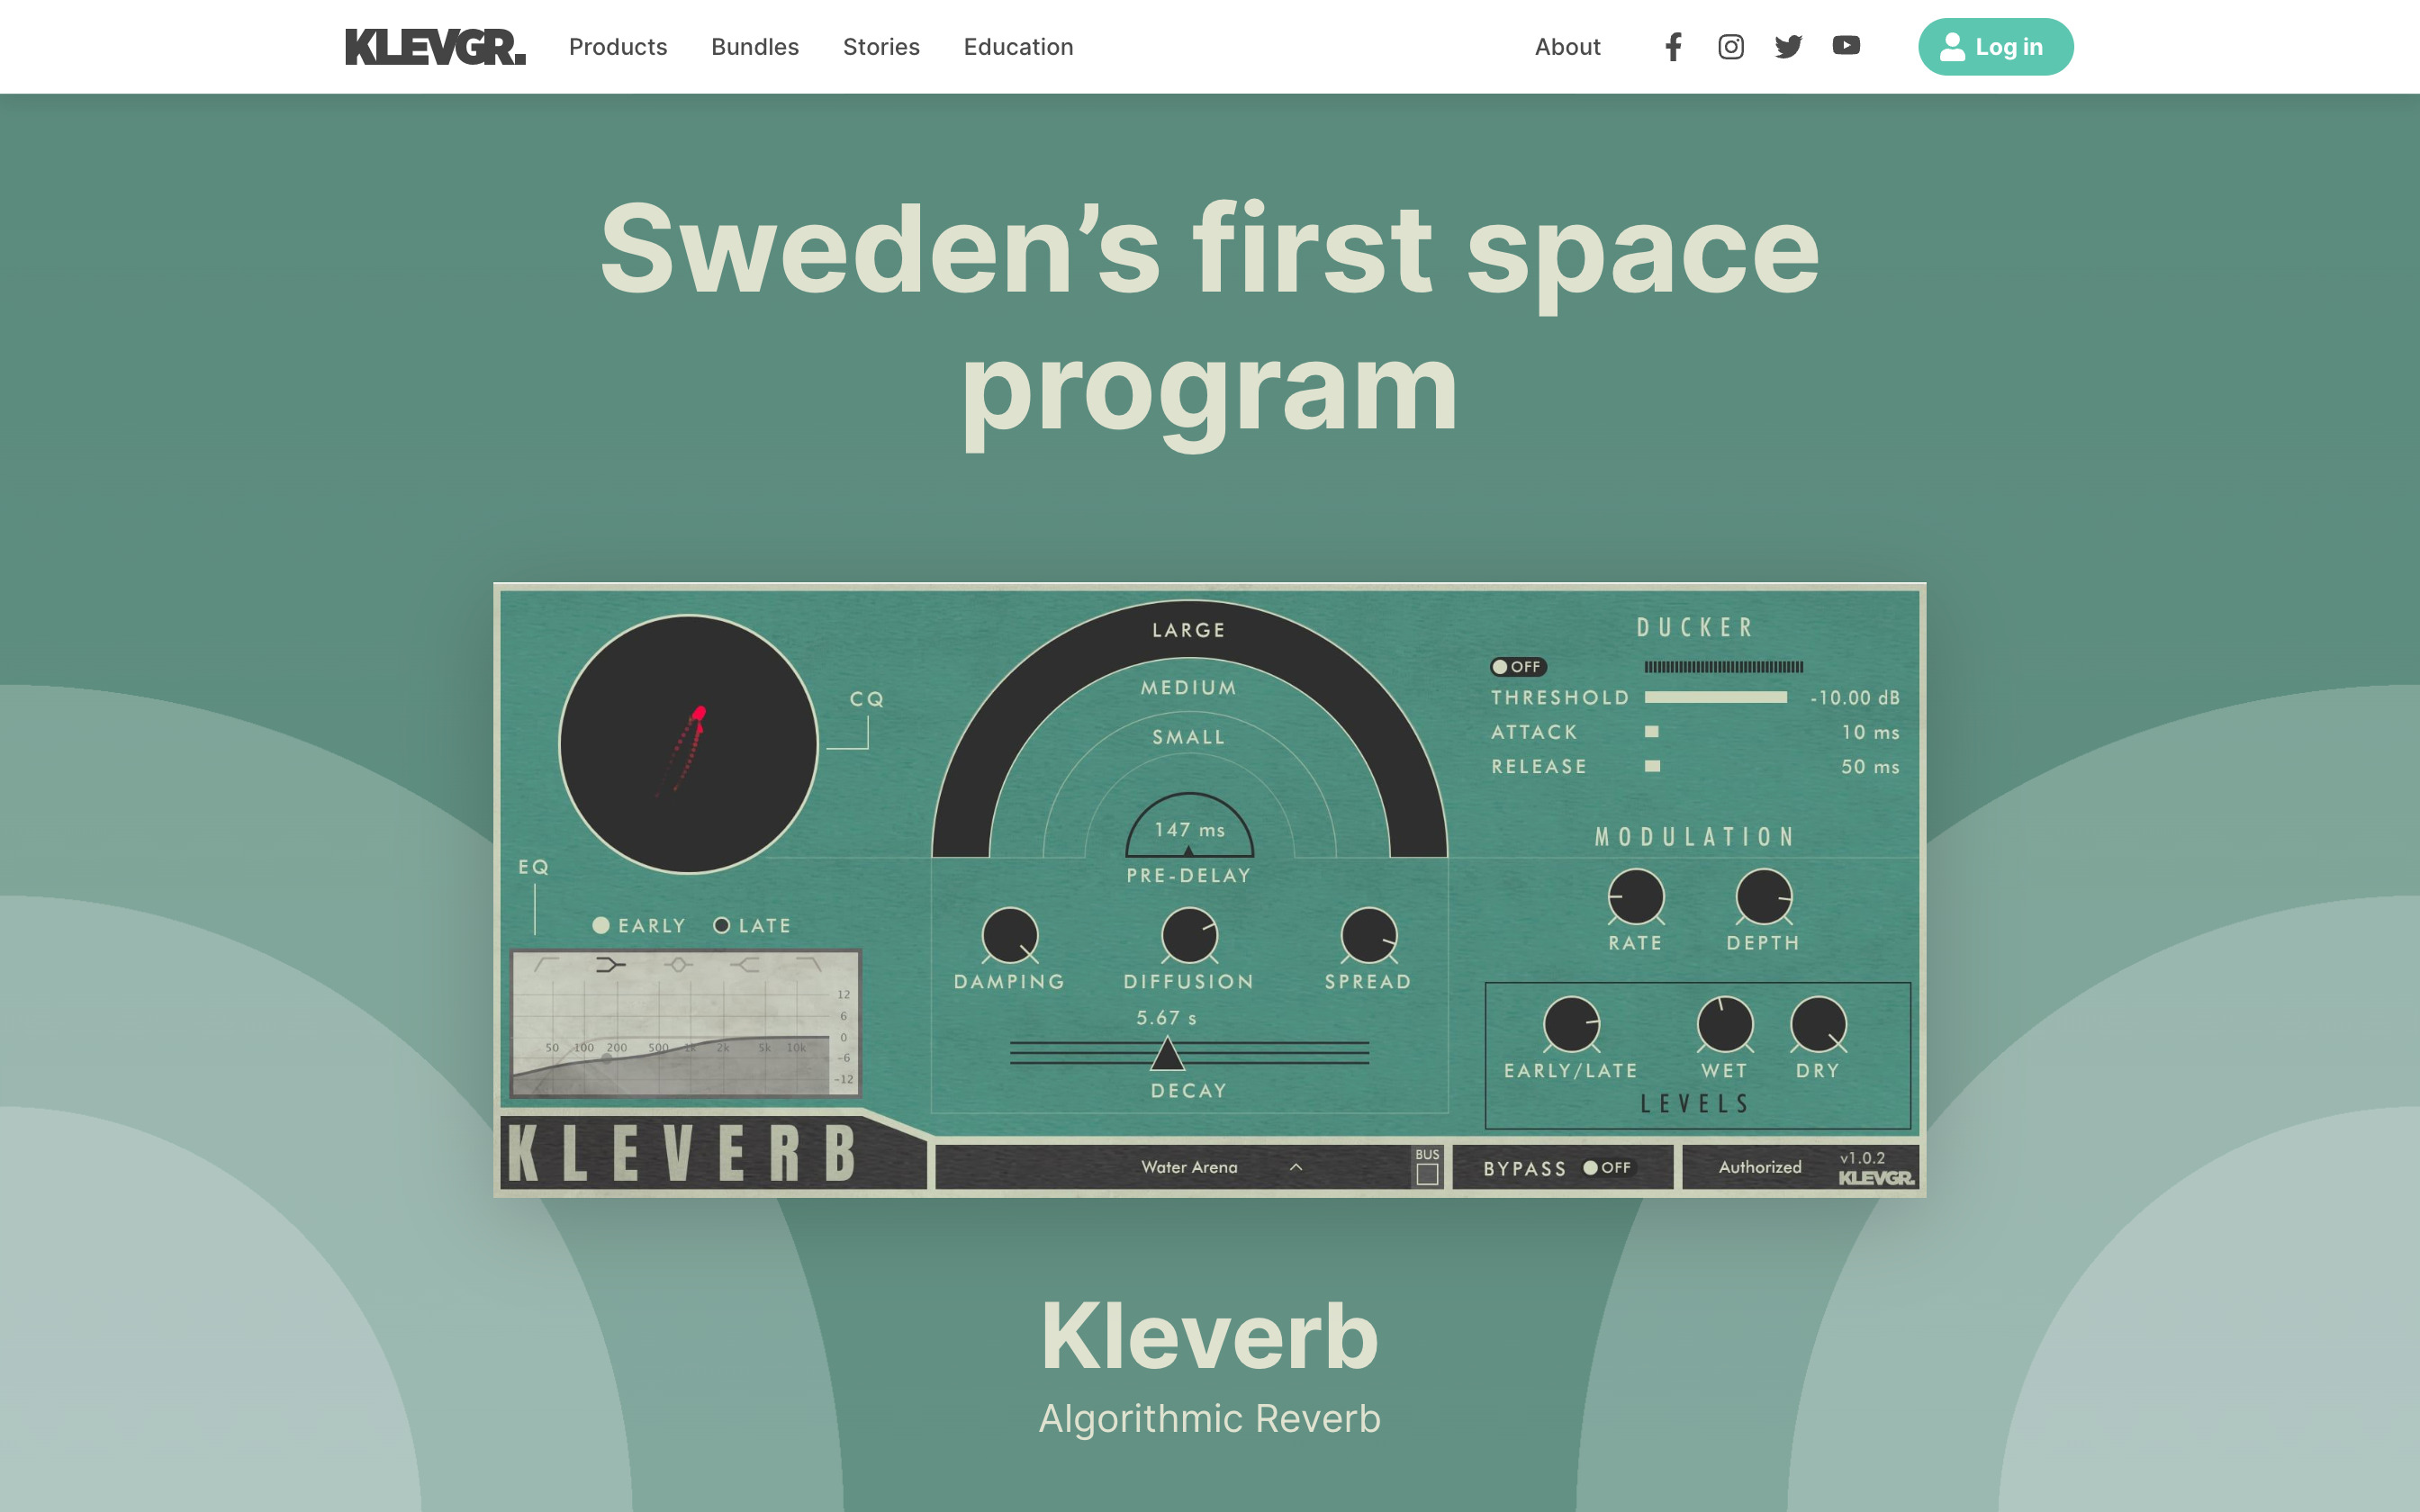 KLEVGR.
Products
Bundles
Stories
Education
About
Log in
Sweden’s first space
program
CQ
EQ
EARLY
LATE
12
6
0
-6
-12
50 100 200 500 1k 2k 5k 10k
LARGE
MEDIUM
SMALL
147 ms
PRE-DELAY
DAMPING
DIFFUSION
SPREAD
5.67 s
DECAY
DUCKER
OFF
THRESHOLD -10.00 dB
ATTACK 10 ms
RELEASE 50 ms
MODULATION
RATE
DEPTH
EARLY/LATE
WET
DRY
LEVELS
KLEVERB
Water Arena
BUS
BYPASS OFF
Authorized
v1.0.2
KLEVGR.
Kleverb
Algorithmic Reverb